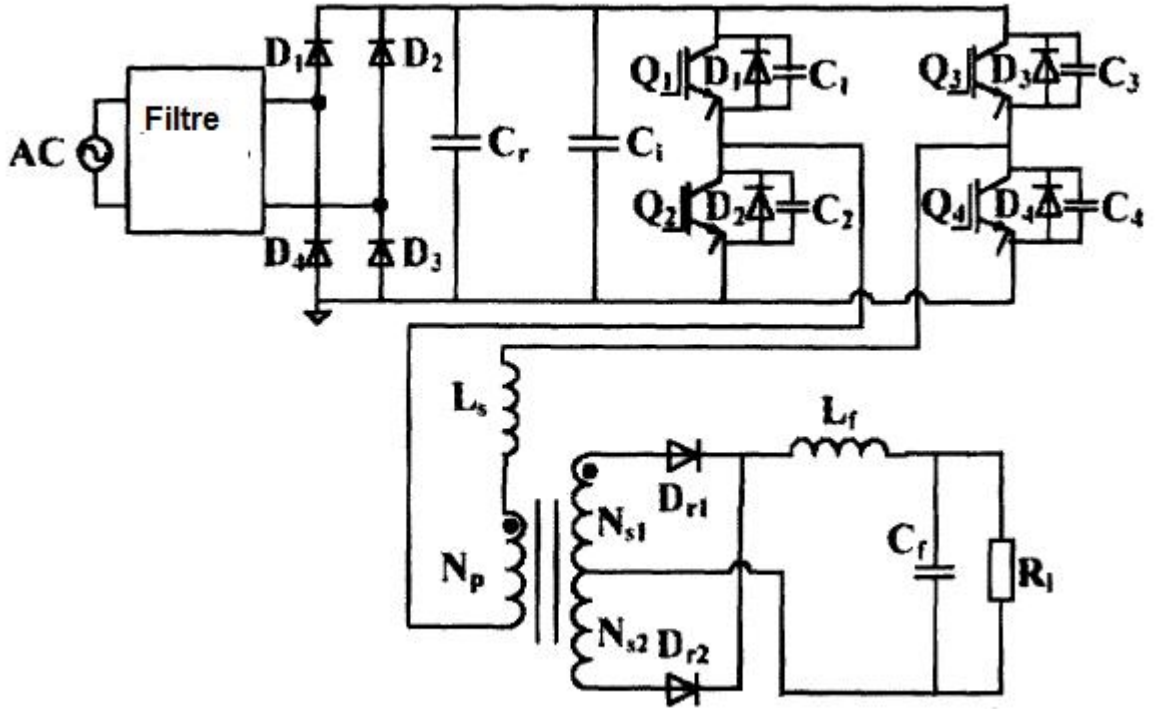 D1 D2
Filtre
AC
D4 D3
Cr Ci
Q1 D1 C1
Q3 D3 C3
Q2 D2 C2
Q4 D4 C4
Ls
Lf
Dr1
Ns1
Np
Cf
Rl
Ns2
Dr2